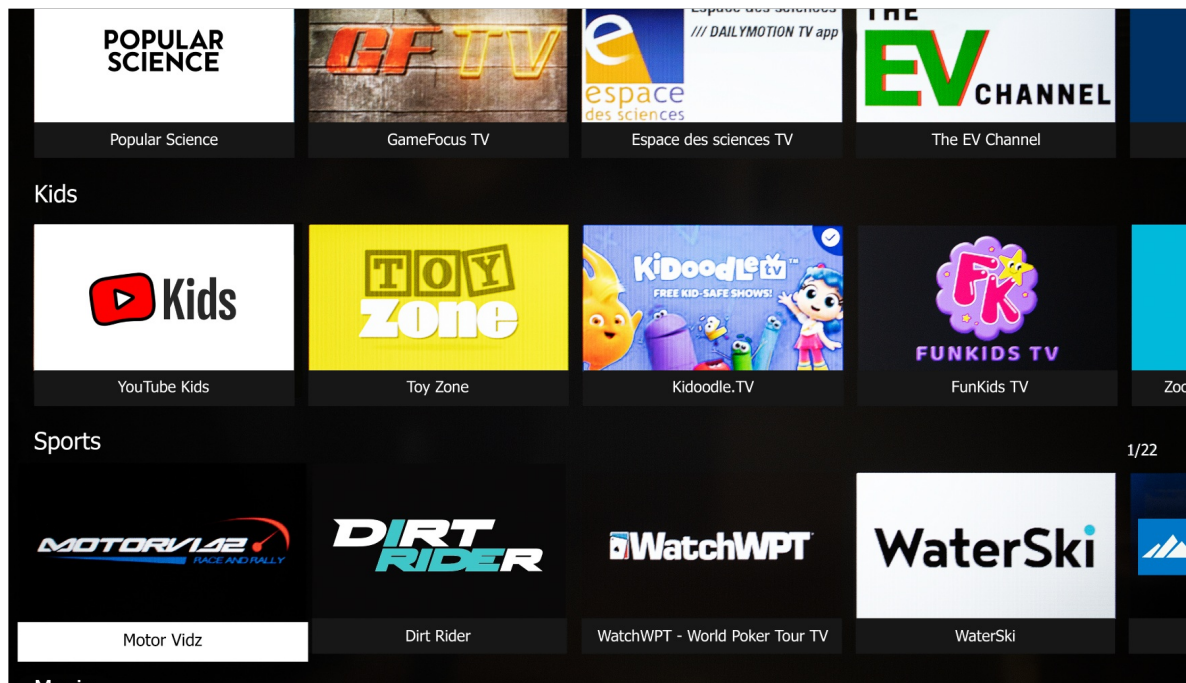 POPULAR
SCIENCE
GF TV
/// DAILYMOTION TV app
espace
des sciences
THE
EV CHANNEL
Popular Science
GameFocus TV
Espace des sciences TV
The EV Channel
Kids
Kids
TOY
zone
KiDoodle tv ™
FREE KID-SAFE SHOWS!
FK
FUNKIDS TV
YouTube Kids
Toy Zone
Kidoodle.TV
FunKids TV
Sports
1/22
MOTORVIDZ
RACE AND RALLY
DIRT
RIDER
WatchWPT
WaterSki
Motor Vidz
Dirt Rider
WatchWPT - World Poker Tour TV
WaterSki